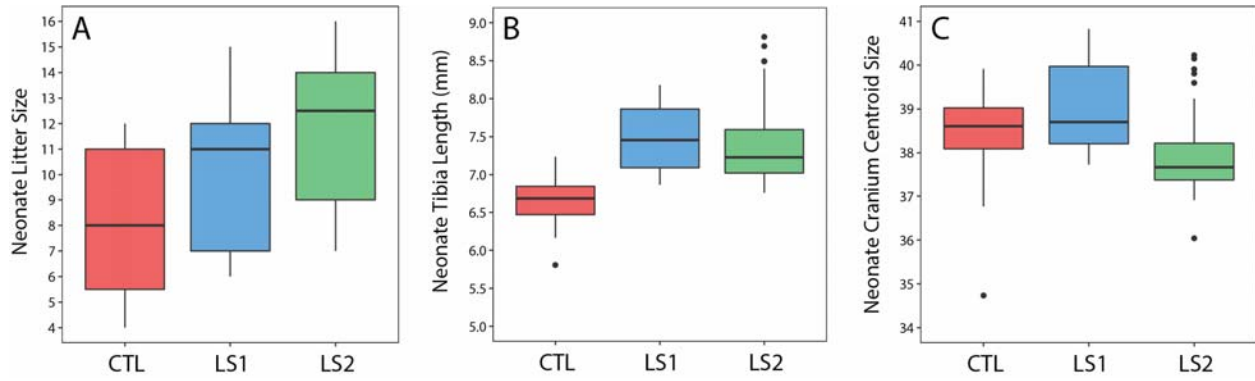 A
Neonate Litter Size
16
15
14
13
12
11
10
9
8
7
6
5
4
CTL
LS1
LS2
B
Neonate Tibia Length (mm)
9.0
8.5
8.0
7.5
7.0
6.5
6.0
5.5
5.0
CTL
LS1
LS2
C
Neonate Cranium Centroid Size
41
40
39
38
37
36
35
34
CTL
LS1
LS2